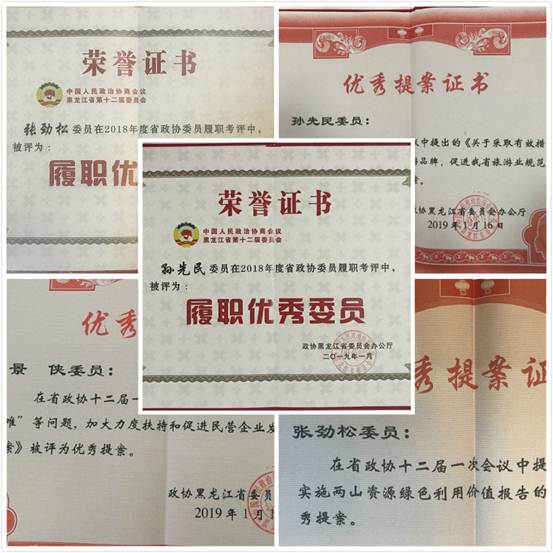 荣誉证书
中国人民政治协商会议
黑龙江省第十二届委员会
张劲松委员在2018年度省政协委员履职考评中,
被评为:
履职优
优秀提案证书
孙先民委员:
中提出的《关于采取有效措
品牌,促进我省旅游业规范
案。
协黑龙江省委员会办公厅
2019年1月16日
荣誉证书
中国人民政治协商会议
黑龙江省第十二届委员会
孙先民委员在2018年度省政协委员履职考评中,
被评为:
履职优秀委员
政协黑龙江省委员会办公厅
二〇一九年一月
优秀
景侠委员:
在省政协十二届一
难”等问题,加大力度扶持和促进民营企业发
案》被评为优秀提案。
政协黑龙江省委员
2019年1月1
秀提案证
张劲松委员:
在省政协十二届一次会议中提
实施两山资源绿色利用价值报告的
秀提案。